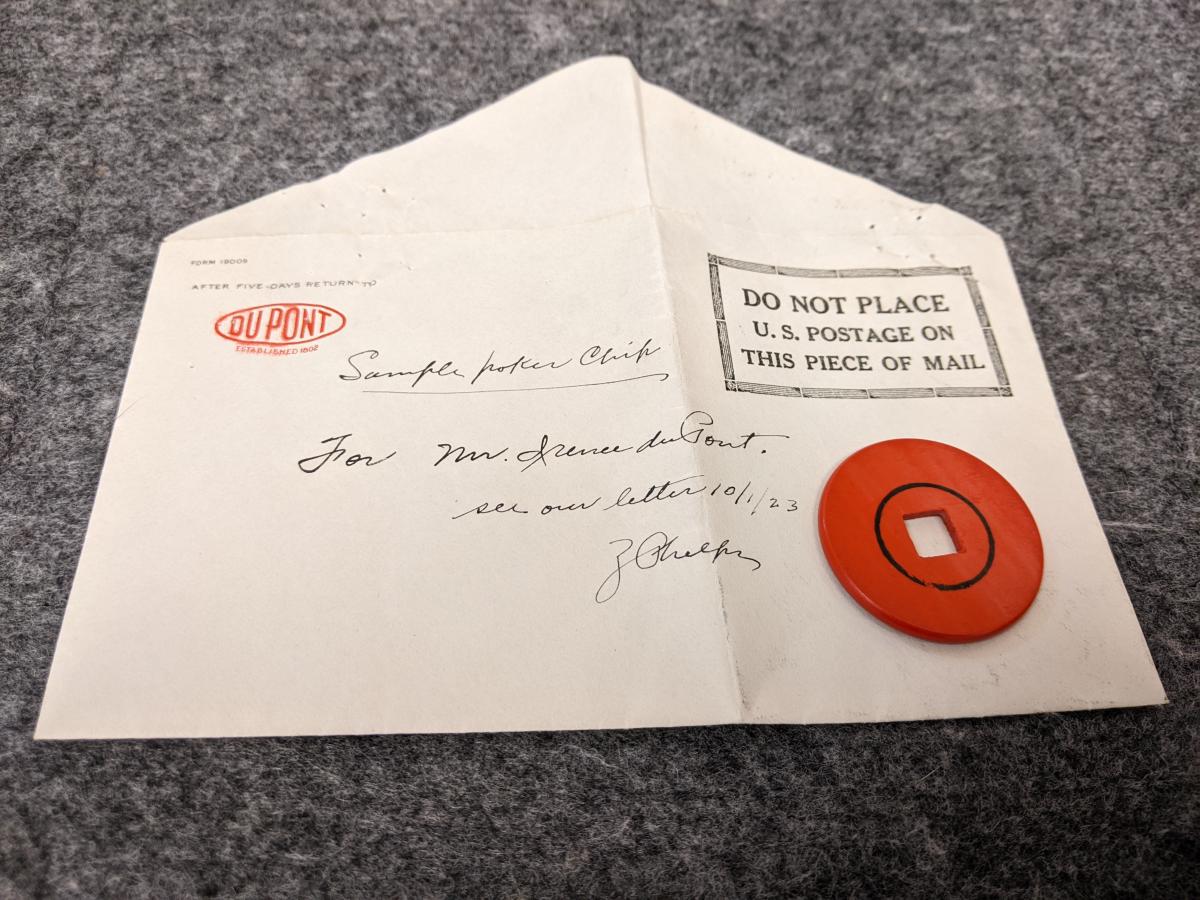 FORM 19009
AFTER FIVE DAYS RETURN TO
DU PONT
ESTABLISHED 1802
DO NOT PLACE
U. S. POSTAGE ON
THIS PIECE OF MAIL
Sample poker Chip
For Mr. Irenee du Pont.
see our letter 10/1/23
Phelps